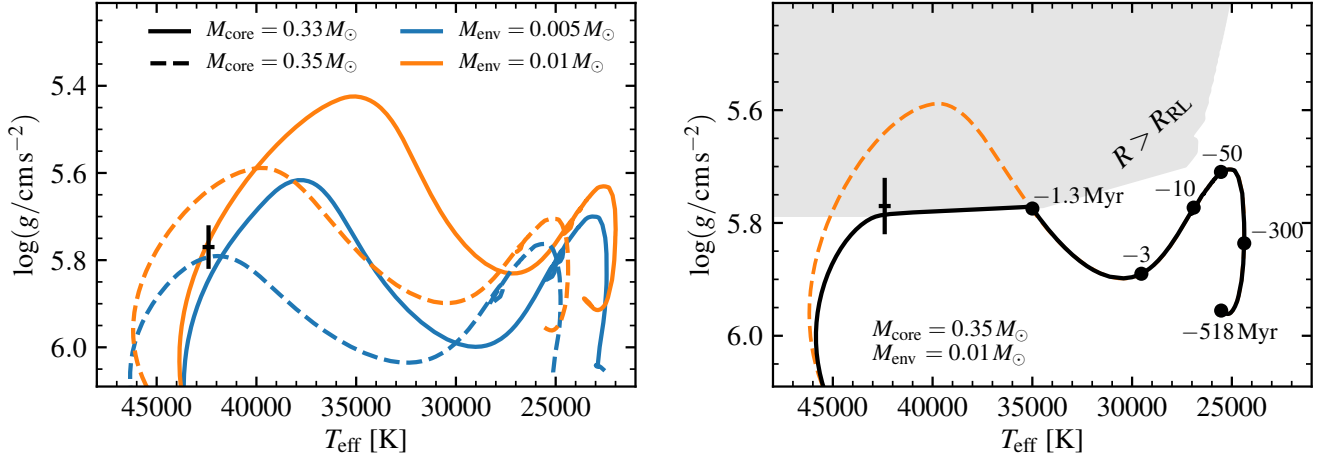 M_core = 0.33 M_⊙ M_env = 0.005 M_⊙
M_core = 0.35 M_⊙ M_env = 0.01 M_⊙
5.4
5.6
5.8
6.0
log(g/cm s⁻²)
45000 40000 35000 30000 25000
T_eff [K]
5.6
5.8
6.0
log(g/cm s⁻²)
R > R_RL
−50
−10
−1.3 Myr
−300
−3
−518 Myr
M_core = 0.35 M_⊙
M_env = 0.01 M_⊙
45000 40000 35000 30000 25000
T_eff [K]